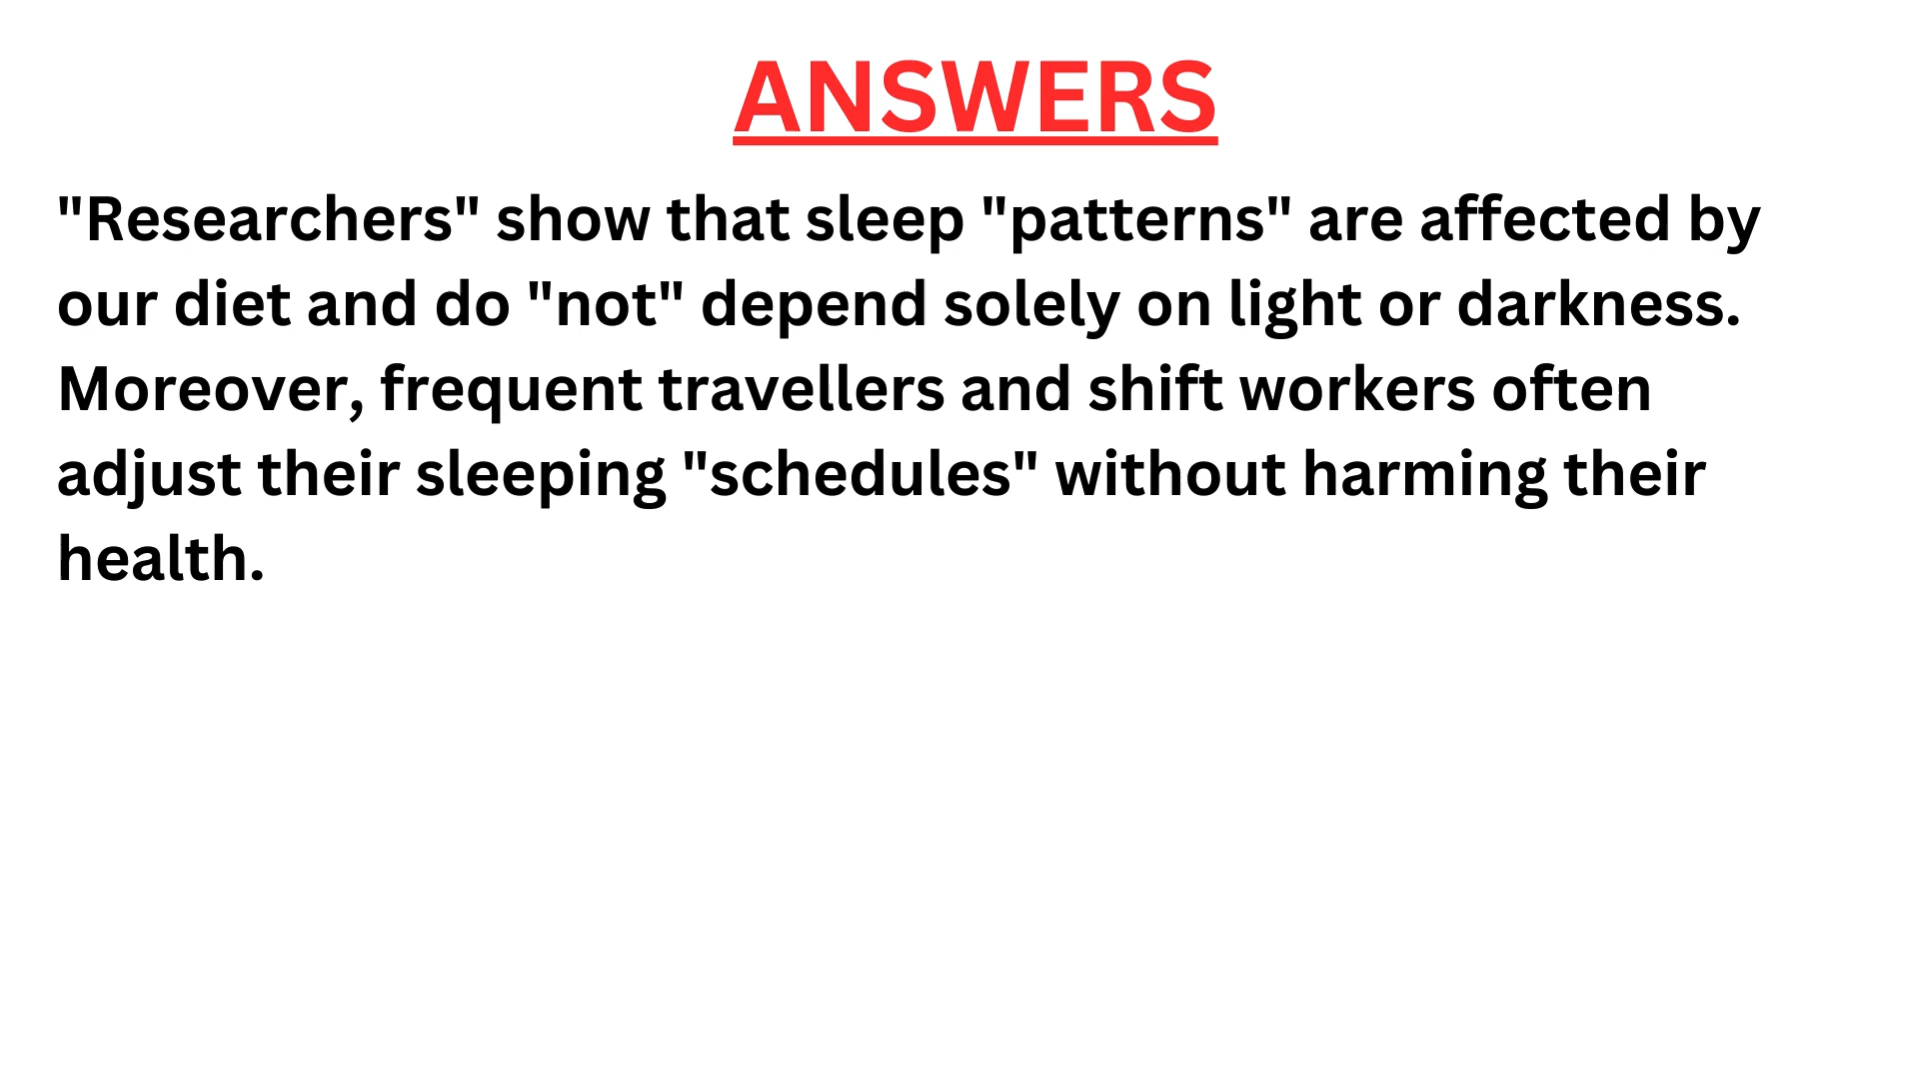 ANSWERS
"Researchers" show that sleep "patterns" are affected by
our diet and do "not" depend solely on light or darkness.
Moreover, frequent travellers and shift workers often
adjust their sleeping "schedules" without harming their
health.